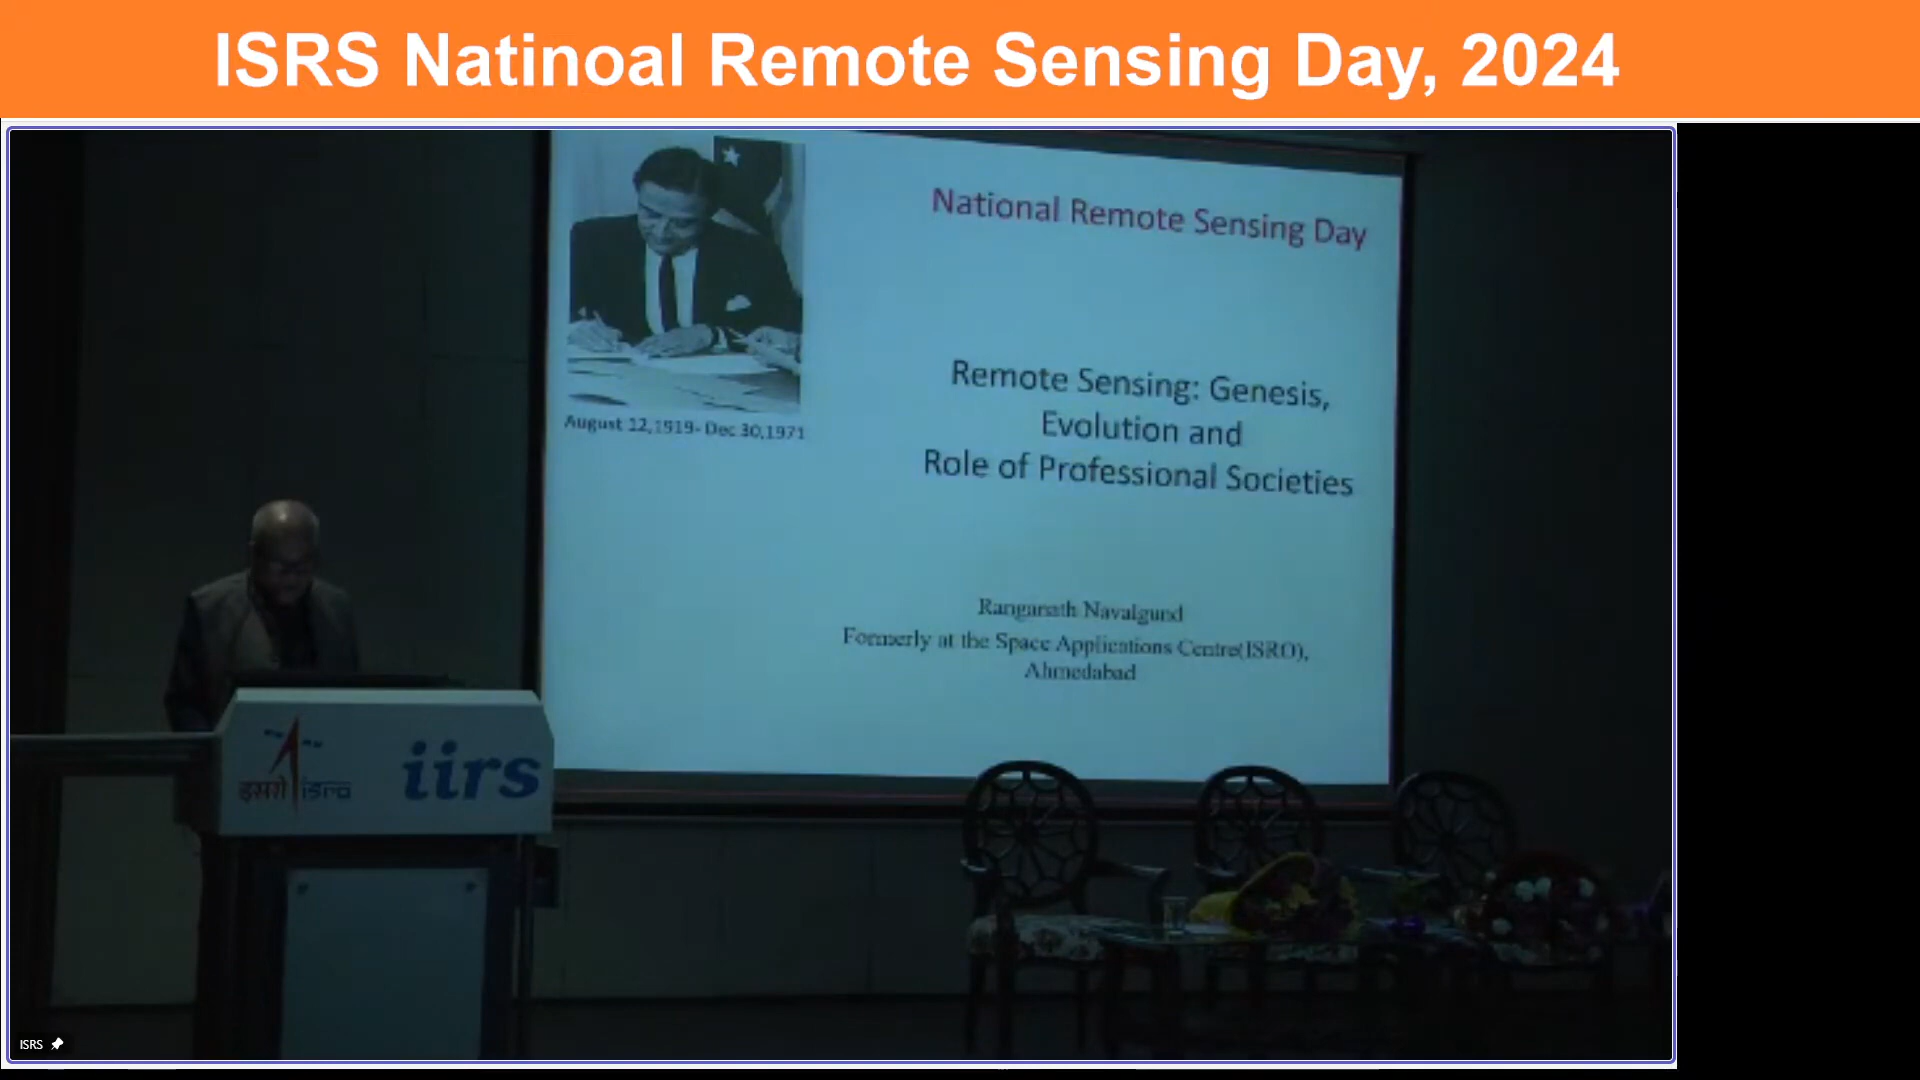 ISRS Natinoal Remote Sensing Day, 2024
National Remote Sensing Day
August 12,1919- Dec 30,1971
Remote Sensing: Genesis,
Evolution and
Role of Professional Societies
Ranganath Navalgund
Formerly at the Space Applications Centre(ISRO),
Ahmedabad
इसरो isro
iirs
ISRS